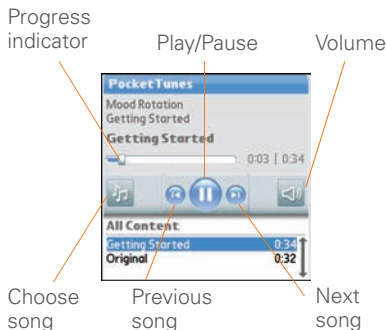 Progress
indicator
Play/Pause
Volume
PocketTunes
Mood Rotation
Getting Started
Getting Started
0:03 | 0:34
All Content
Getting Started 0:34
Original 0:32
Choose
song
Previous
song
Next
song